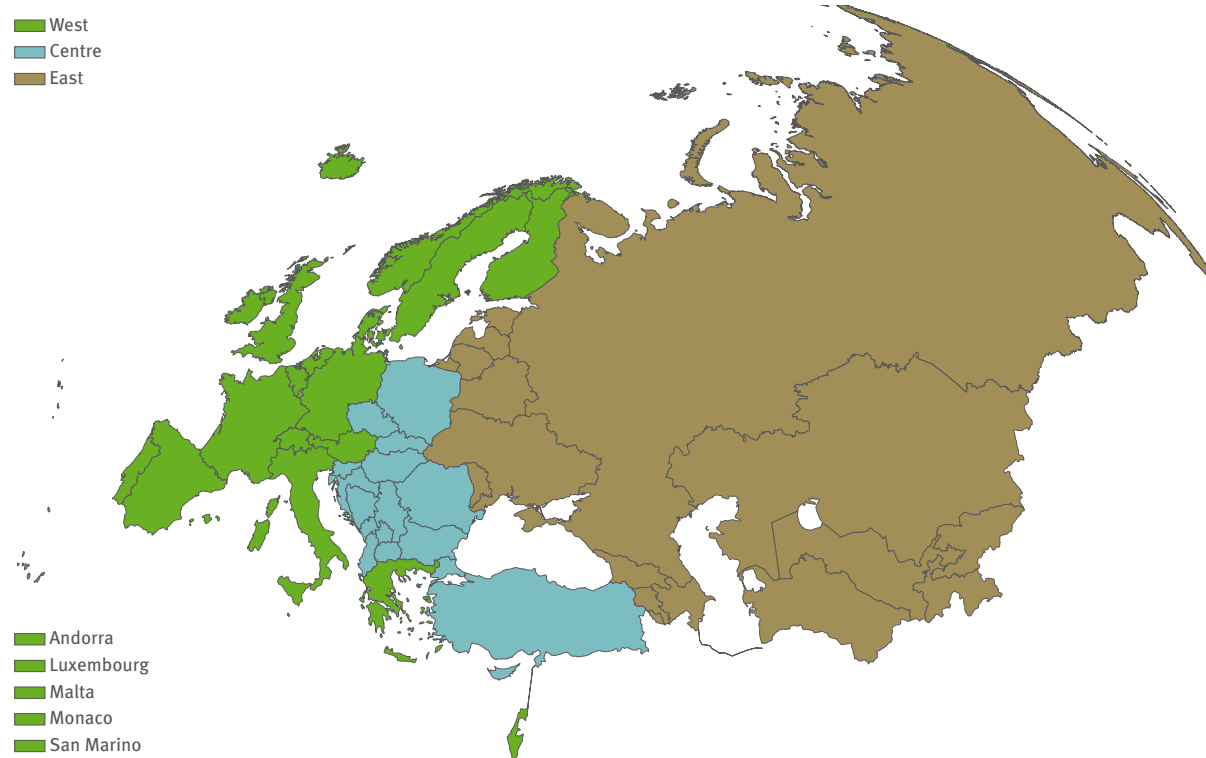 West
Centre
East
Andorra
Luxembourg
Malta
Monaco
San Marino